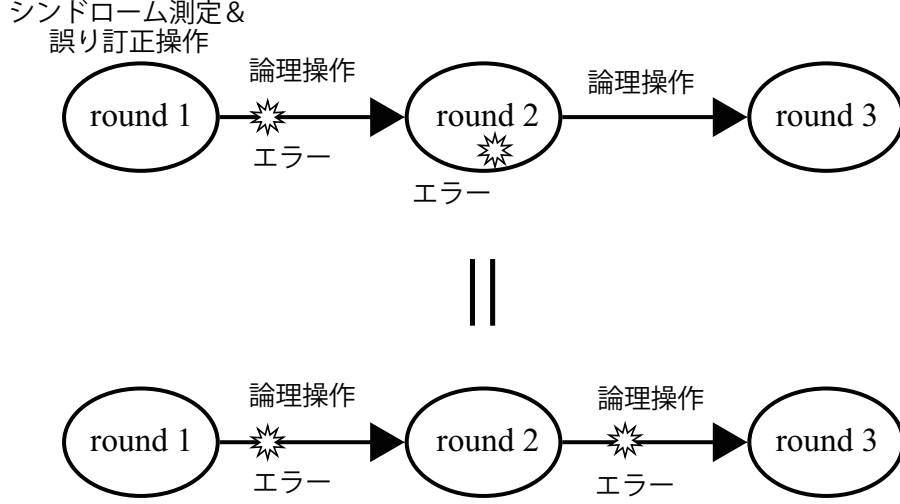 シンドローム測定&
誤り訂正操作
論理操作
論理操作
round 1
round 2
round 3
エラー
エラー
論理操作
論理操作
round 1
round 2
round 3
エラー
エラー